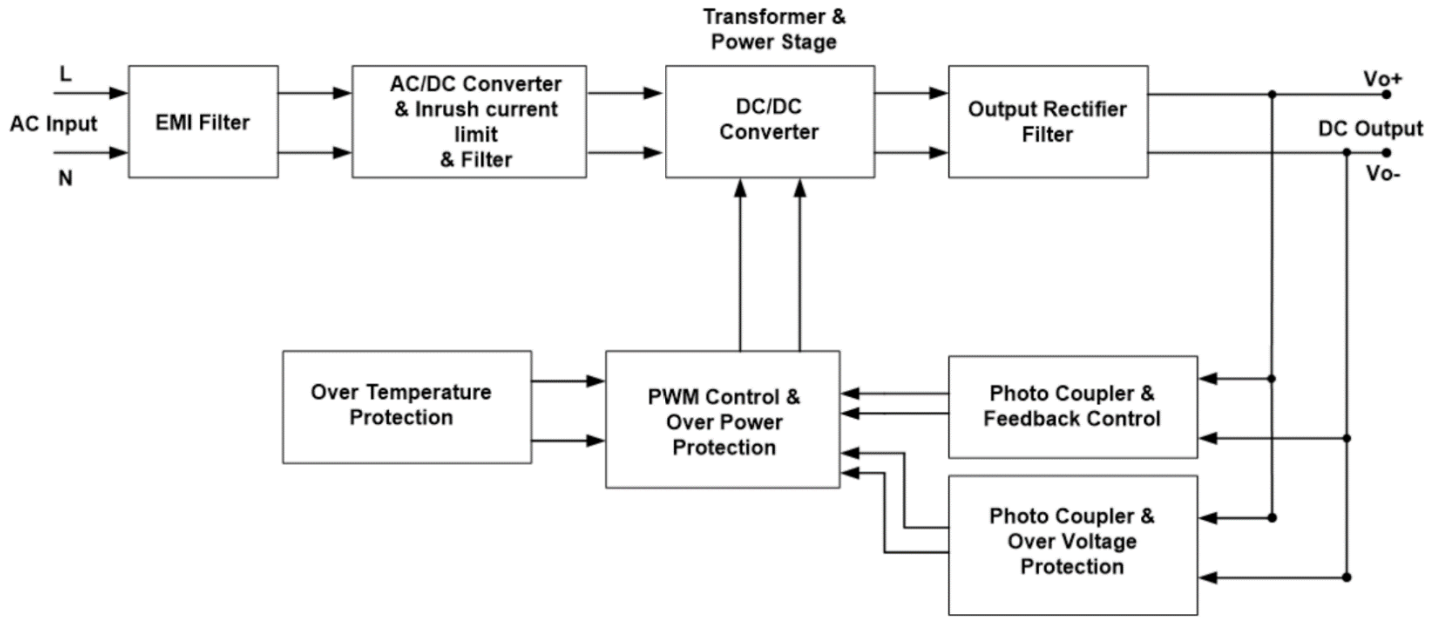 Transformer &
Power Stage
L
AC Input
N
EMI Filter
AC/DC Converter
& Inrush current
limit
& Filter
DC/DC
Converter
Output Rectifier
Filter
Vo+
DC Output
Vo-
Over Temperature
Protection
PWM Control &
Over Power
Protection
Photo Coupler &
Feedback Control
Photo Coupler &
Over Voltage
Protection